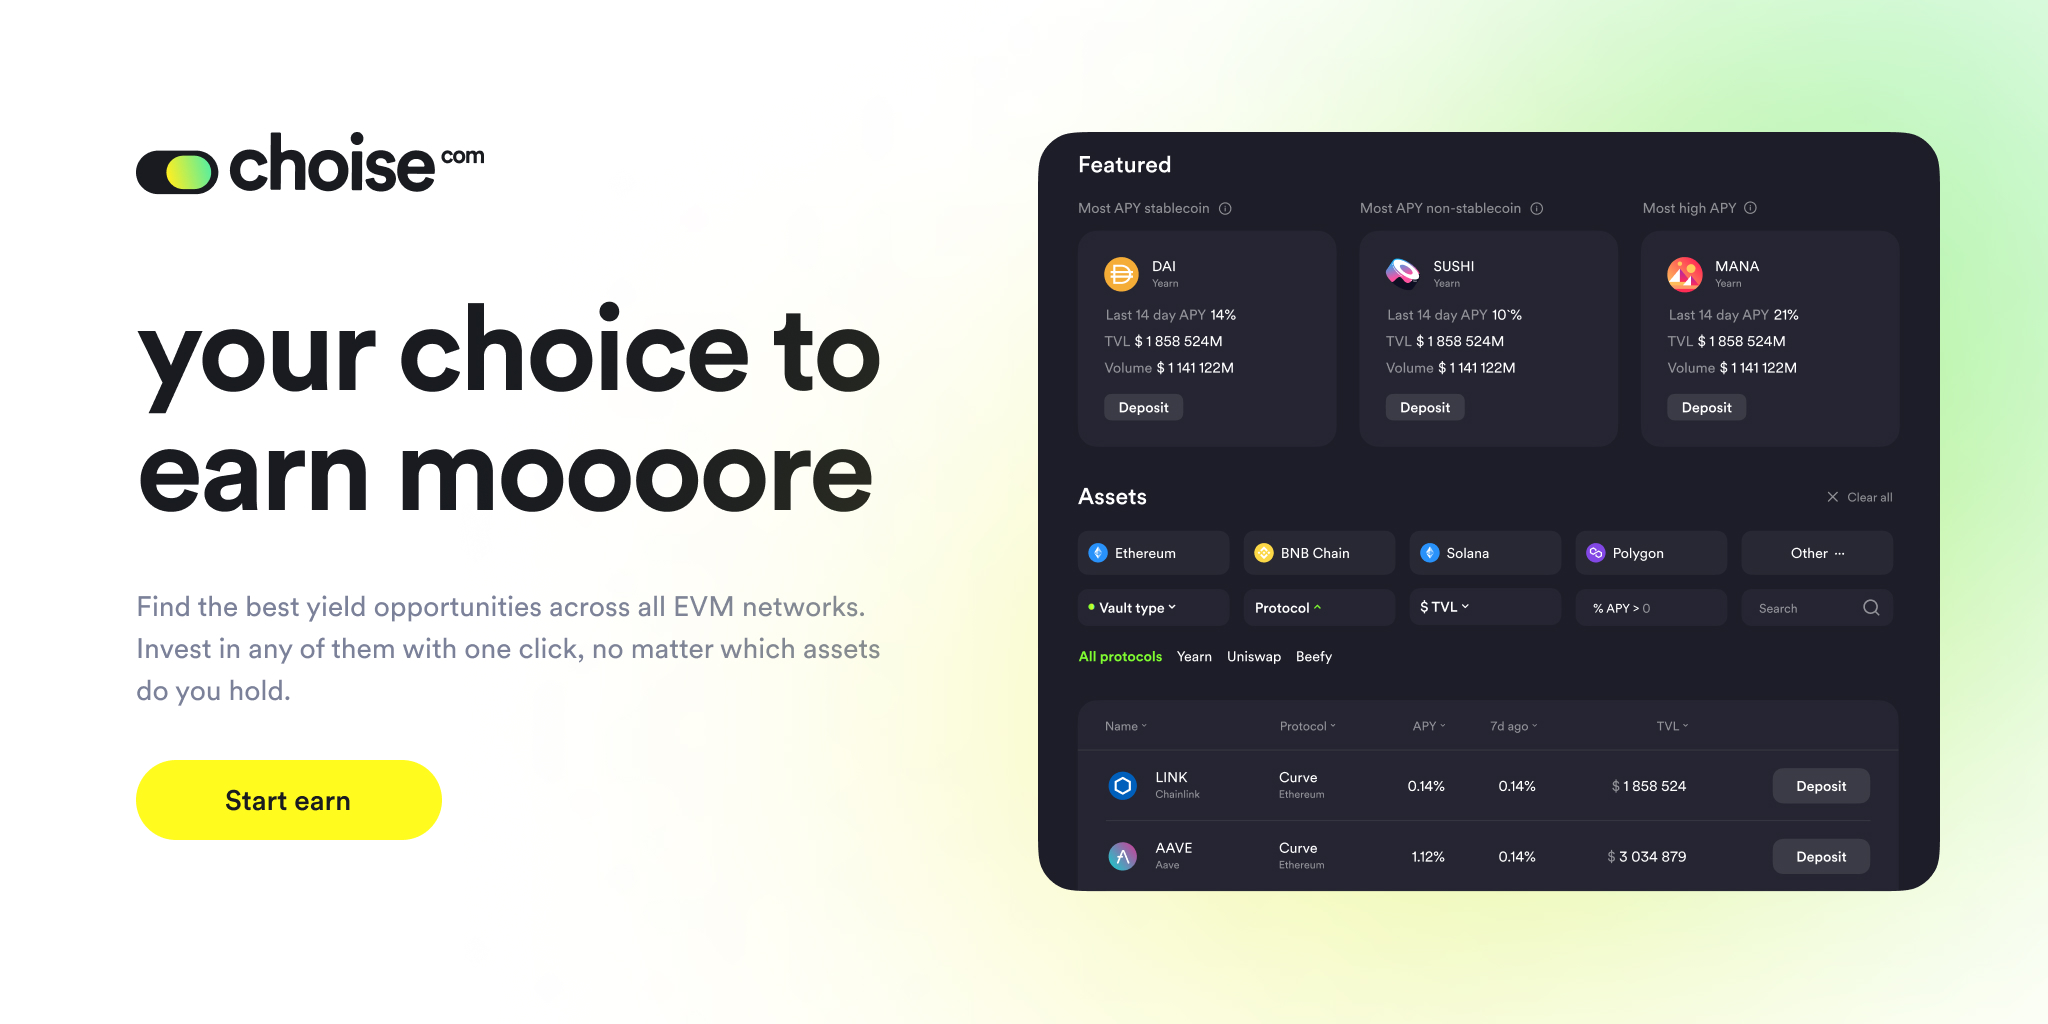 choise com
your choice to
earn moooore
Find the best yield opportunities across all EVM networks.
Invest in any of them with one click, no matter which assets
do you hold.
Start earn
Featured
Most APY stablecoin Most APY non-stablecoin Most high APY
DAI SUSHI MANA
Yearn Yearn Yearn
Last 14 day APY 14% Last 14 day APY 10`% Last 14 day APY 21%
TVL $ 1 858 524M TVL $ 1 858 524M TVL $ 1 858 524M
Volume $ 1 141 122M Volume $ 1 141 122M Volume $ 1 141 122M
Deposit Deposit Deposit
Assets Clear all
Ethereum BNB Chain Solana Polygon Other ...
Vault type Protocol $ TVL % APY > 0 Search
All protocols Yearn Uniswap Beefy
Name Protocol APY 7d ago TVL
LINK Curve 0.14% 0.14% $ 1 858 524 Deposit
Chainlink Ethereum
AAVE Curve 1.12% 0.14% $ 3 034 879 Deposit
Aave Ethereum